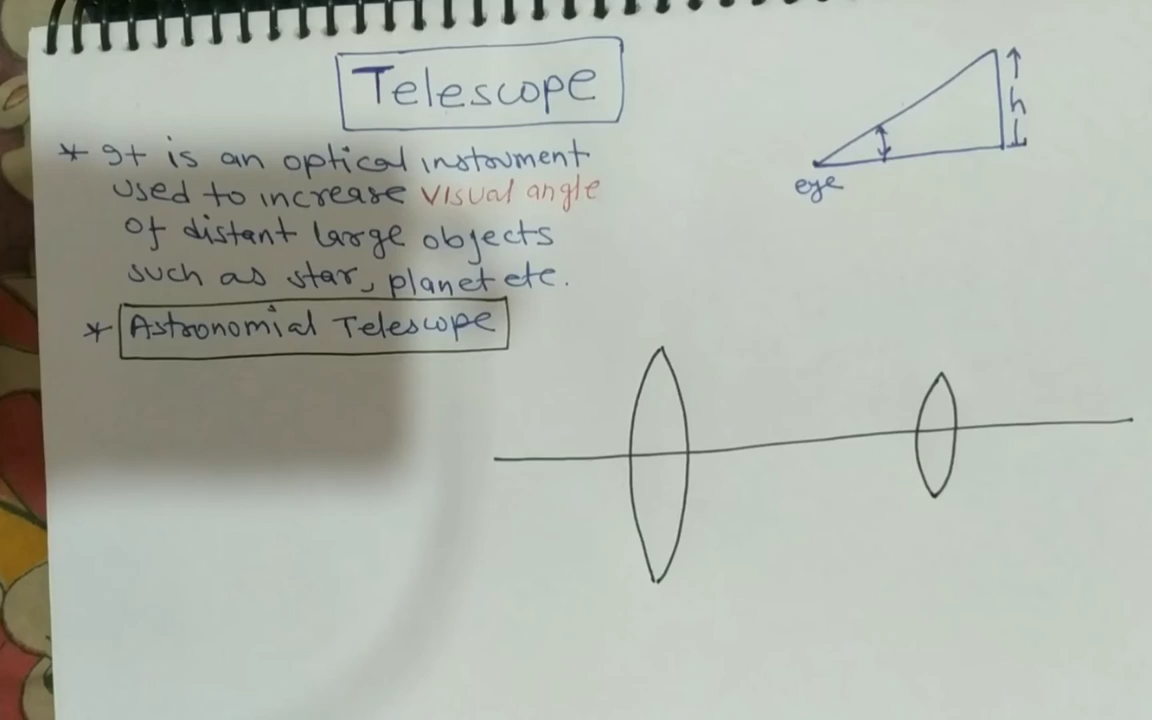 Telescope
* It is an optical instrument
used to increase visual angle
of distant large objects
such as star, planet etc.
* Astronomial Telescope
h
eye